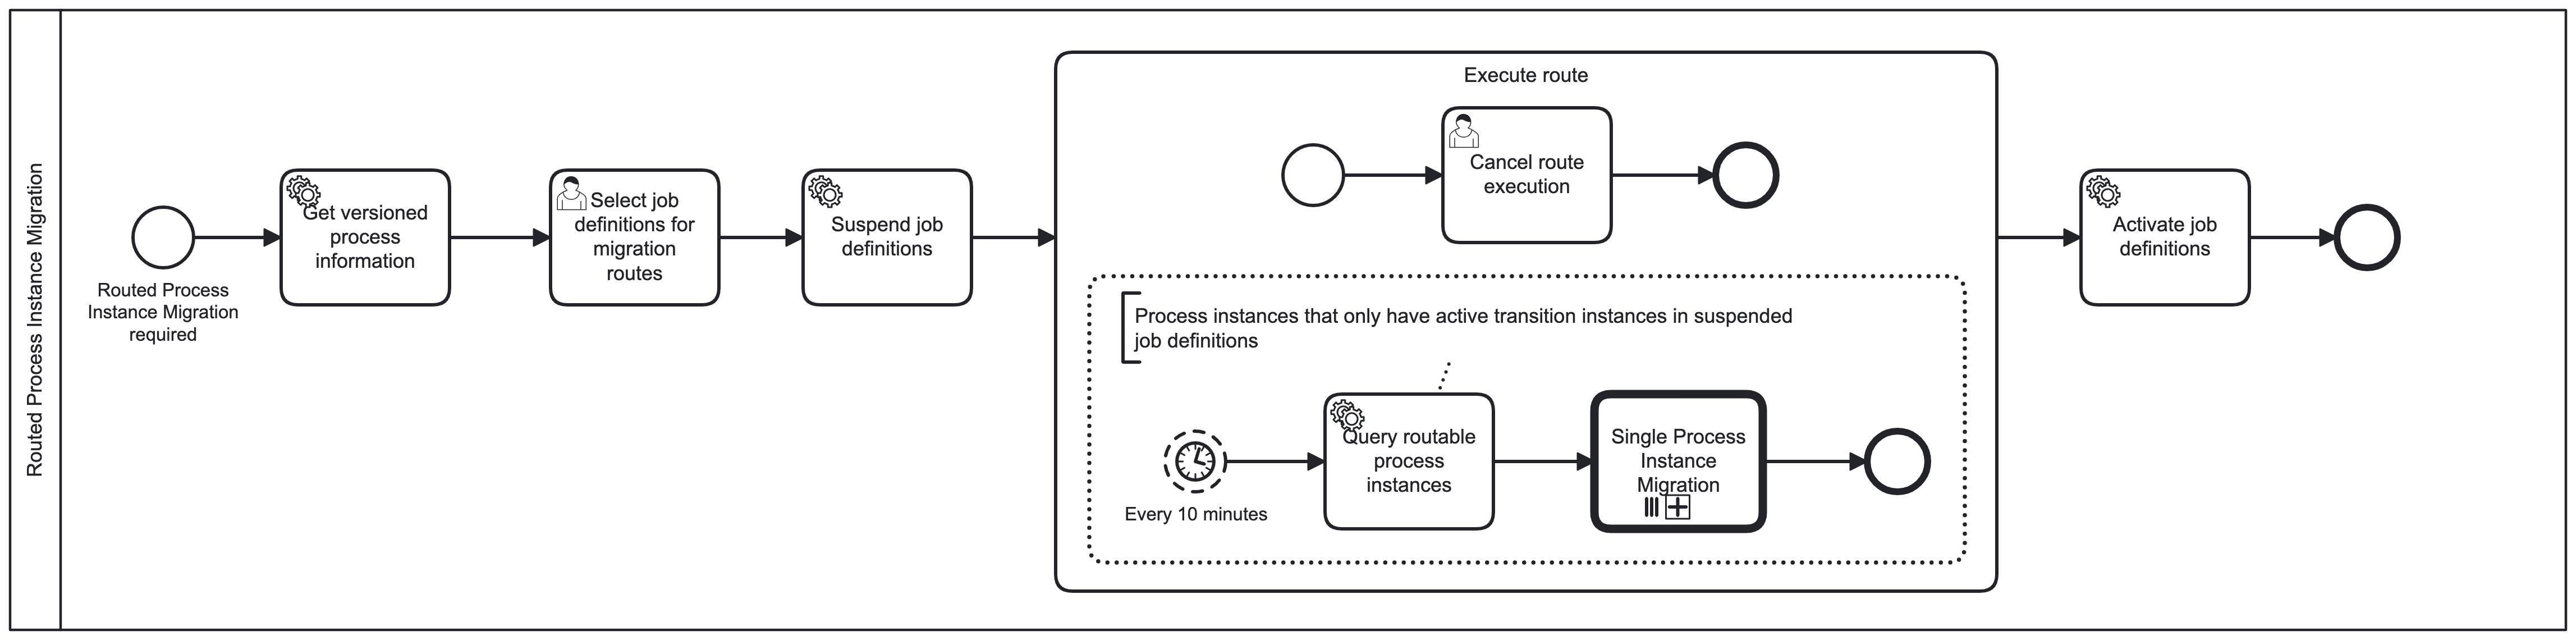 Routed Process Instance Migration
Routed Process
Instance Migration
required
Get versioned
process
information
Select job
definitions for
migration
routes
Suspend job
definitions
Execute route
Cancel route
execution
Process instances that only have active transition instances in suspended
job definitions
Every 10 minutes
Query routable
process
instances
Single Process
Instance
Migration
Activate job
definitions